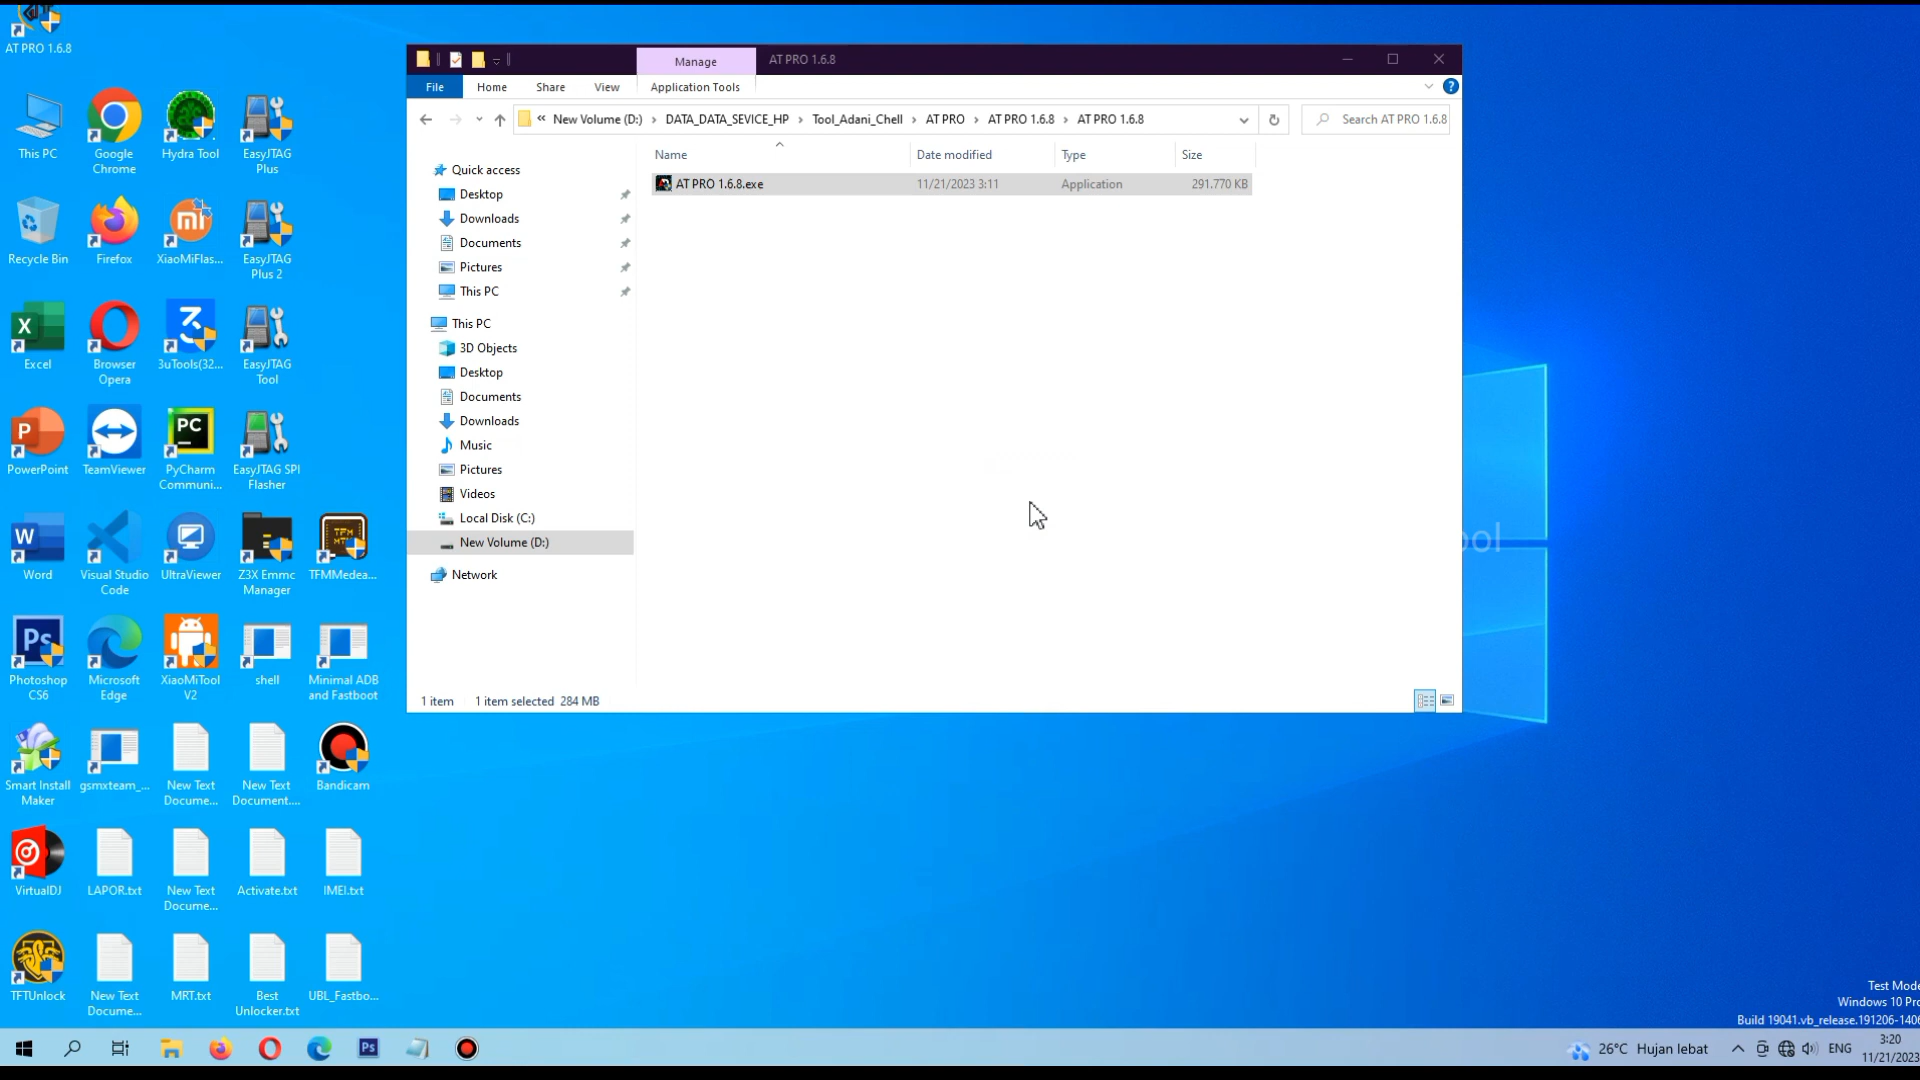 AT PRO 1.6.8
This PC
Google Chrome
Hydra Tool
EasyJTAG Plus
Recycle Bin
Firefox
XiaoMiFlas...
EasyJTAG Plus 2
Excel
Browser Opera
3uTools(32...
EasyJTAG Tool
PowerPoint
TeamViewer
PyCharm Communi...
EasyJTAG SPI Flasher
Word
Visual Studio Code
UltraViewer
Z3X Emmc Manager
TFMMedea...
Photoshop CS6
Microsoft Edge
XiaoMiTool V2
shell
Minimal ADB and Fastboot
Smart Install Maker
gsmxteam_...
New Text Docume...
New Text Document....
Bandicam
VirtualDJ
LAPOR.txt
New Text Docume...
Activate.txt
IMEI.txt
TFTUnlock
New Text Docume...
MRT.txt
Best Unlocker.txt
UBL_Fastbo...
Manage
AT PRO 1.6.8
File
Home
Share
View
Application Tools
« New Volume (D:) › DATA_DATA_SEVICE_HP › Tool_Adani_Chell › AT PRO › AT PRO 1.6.8 › AT PRO 1.6.8
Search AT PRO 1.6.8
Name
Date modified
Type
Size
AT PRO 1.6.8.exe
11/21/2023 3:11
Application
291.770 KB
Quick access
Desktop
Downloads
Documents
Pictures
This PC
This PC
3D Objects
Desktop
Documents
Downloads
Music
Pictures
Videos
Local Disk (C:)
New Volume (D:)
Network
1 item
1 item selected 284 MB
ool
Test Mode
Windows 10 Pro
Build 19041.vb_release.191206-1406
26°C Hujan lebat
ENG
3:20
11/21/2023